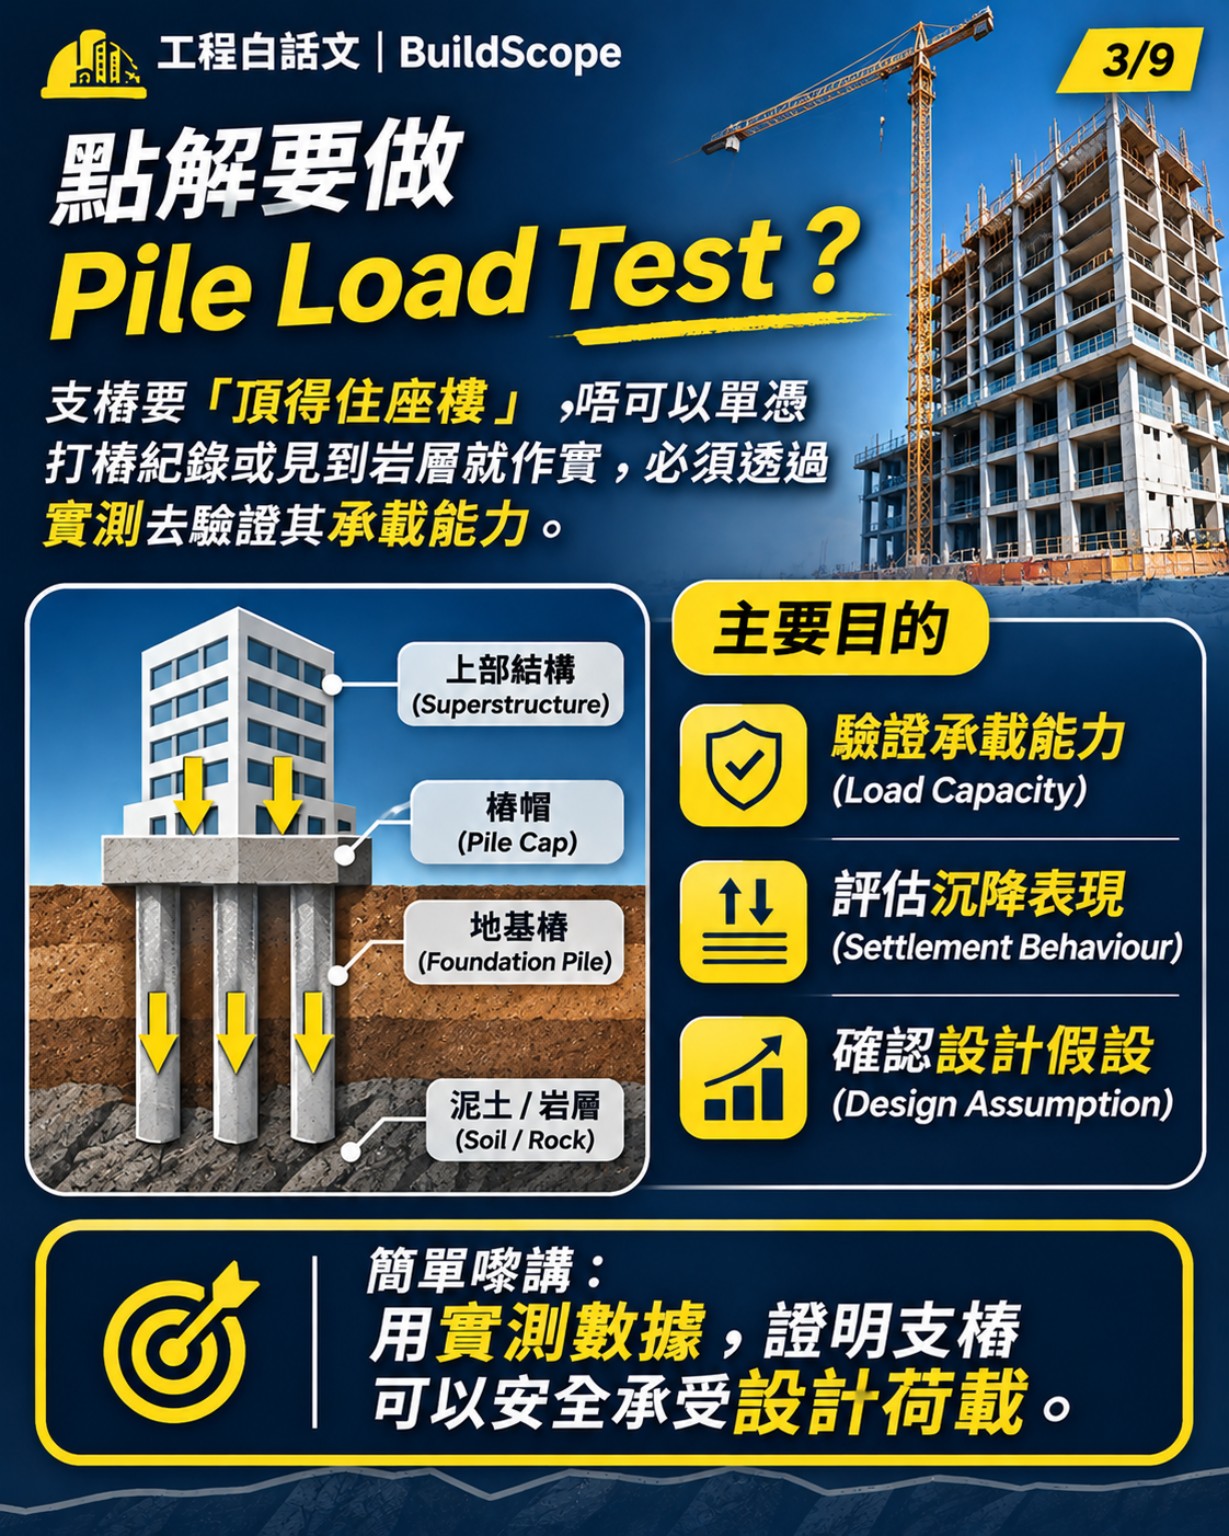 工程白話文 | BuildScope
3/9
點解要做
Pile Load Test?
支樁要「頂得住座樓」,唔可以單憑
打樁紀錄或見到岩層就作實,必須透過
實測去驗證其承載能力。
上部結構
(Superstructure)
樁帽
(Pile Cap)
地基樁
(Foundation Pile)
泥土 / 岩層
(Soil / Rock)
主要目的
驗證承載能力
(Load Capacity)
評估沉降表現
(Settlement Behaviour)
確認設計假設
(Design Assumption)
簡單嚟講:
用實測數據,證明支樁
可以安全承受設計荷載。